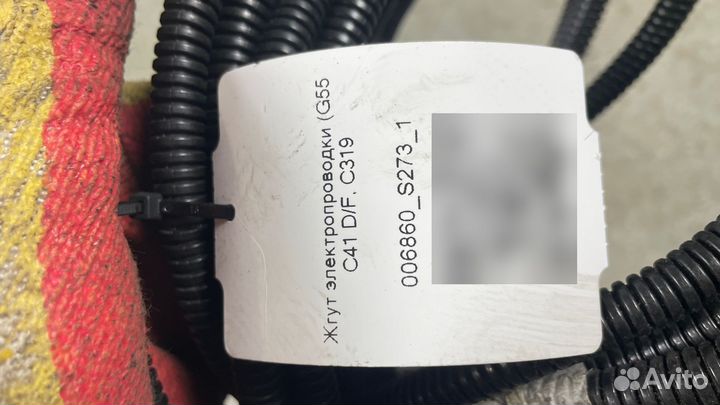 Жгут электропроводки (G55
C41 D/F, C319
006860_S273_1
Avito